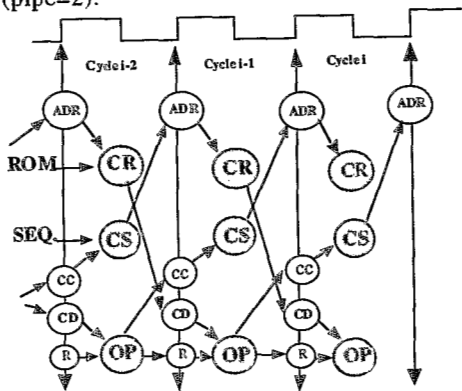 (pipe=2).
Cycle i-2 Cycle i-1 Cycle i
ADR ADR ADR ADR
ROM CR CR CR
SEQ. CS CS CS
CC CC CC
CD CD CD
R OP R OP R OP